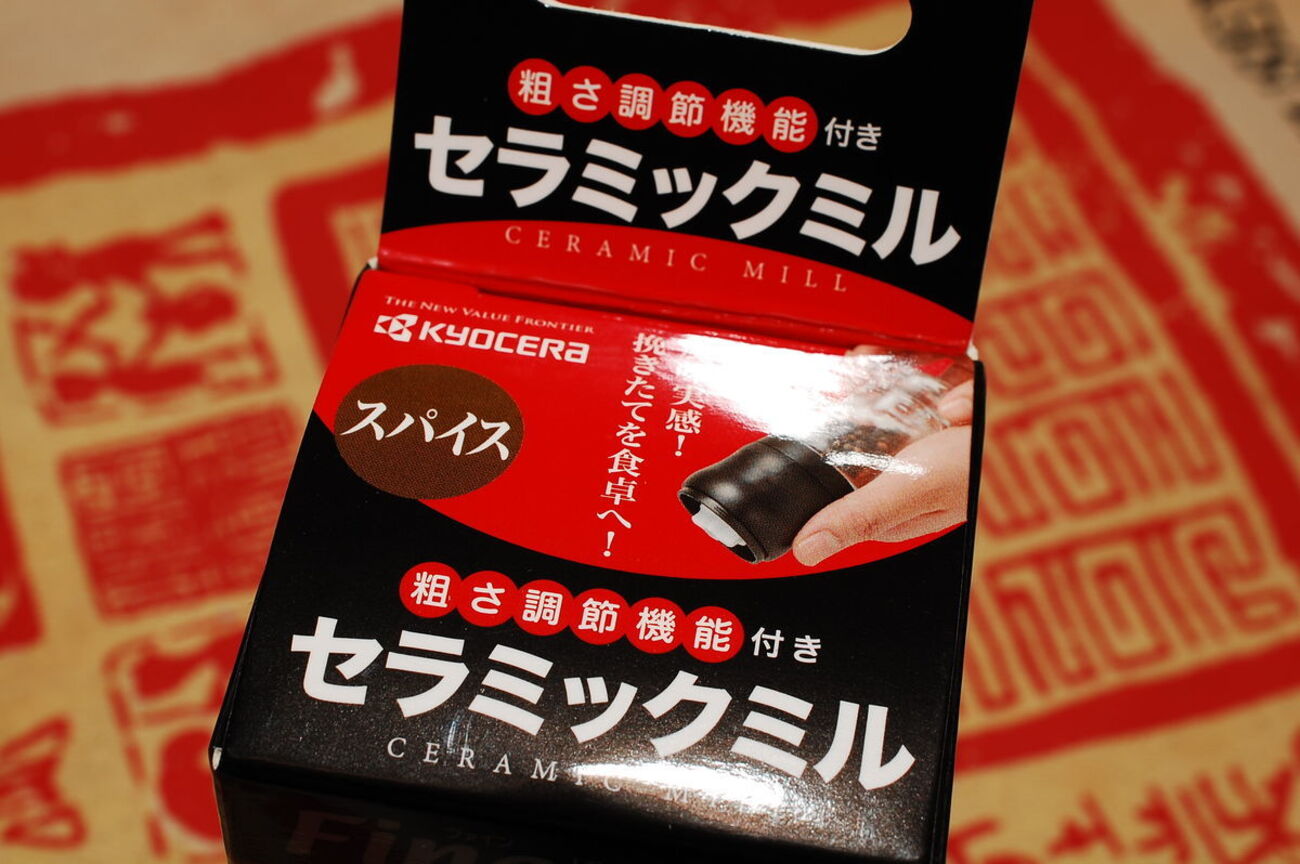 粗さ調節機能付き
セラミックミル
CERAMIC MILL
THE NEW VALUE FRONTIER
KYOCERA
スパイス
実感!
挽きたてを食卓へ!
粗さ調節機能付き
セラミックミル
CERAMIC
Fine